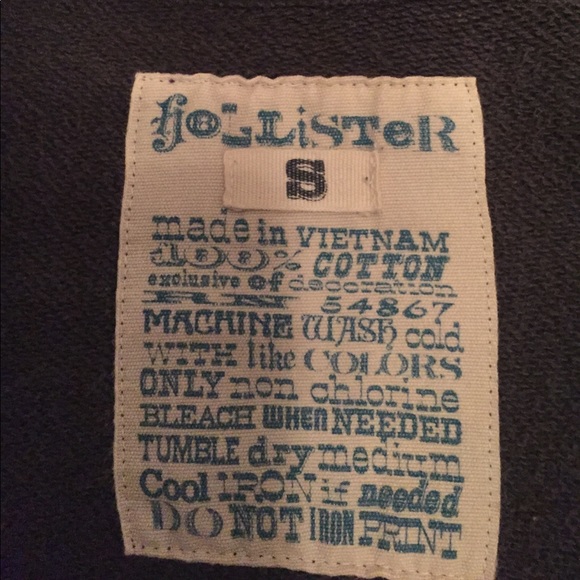 HOLLiSTeR
S
made in VIETNAM
100% COTTON
exclusive of decoration
RN 54867
MACHINE WASH cold
WITH like COLORS
ONLY non chlorine
BLEACH WHEN NEEDED
TUMBLE dry medium
Cool IRON if needed
DO NOT IRON PRINT